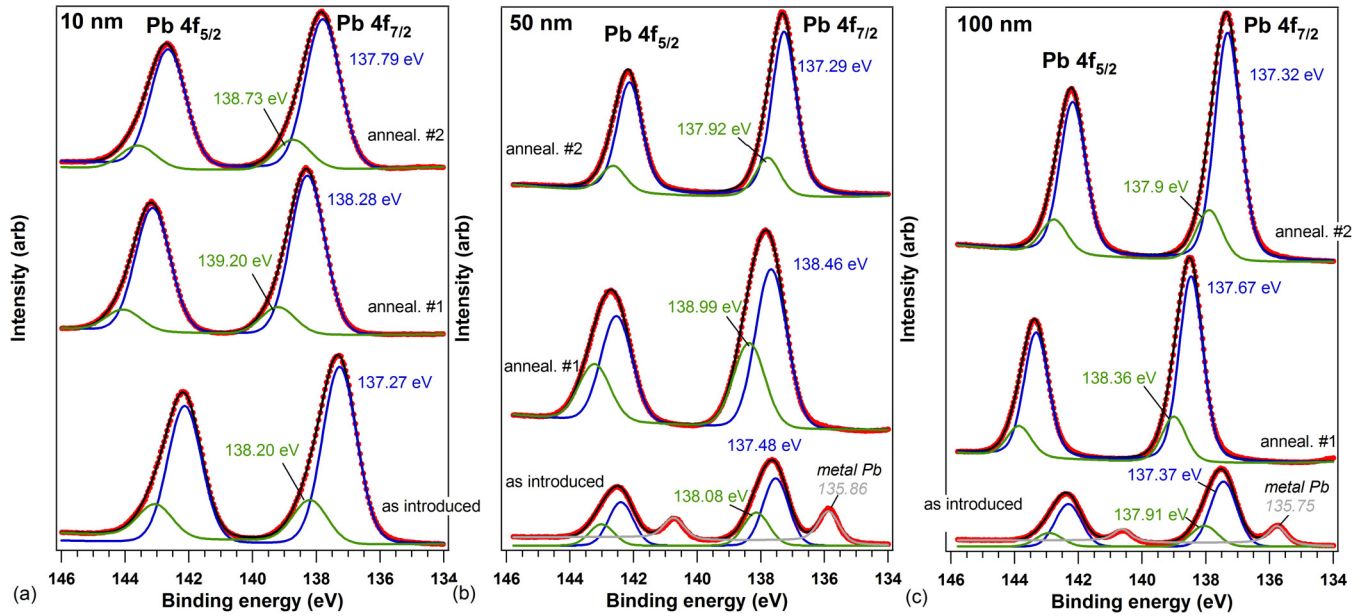 10 nm
Pb 4f5/2
Pb 4f7/2
137.79 eV
138.73 eV
anneal. #2
138.28 eV
139.20 eV
anneal. #1
137.27 eV
138.20 eV
as introduced
Intensity (arb)
146 144 142 140 138 136 134
Binding energy (eV)
(a)
50 nm
Pb 4f5/2
Pb 4f7/2
137.29 eV
137.92 eV
anneal. #2
138.46 eV
138.99 eV
anneal. #1
137.48 eV
as introduced
metal Pb
135.86
138.08 eV
Intensity (arb)
146 144 142 140 138 136 134
Binding energy (eV)
(b)
100 nm
Pb 4f5/2
Pb 4f7/2
137.32 eV
137.9 eV
anneal. #2
137.67 eV
138.36 eV
anneal. #1
137.37 eV
as introduced
metal Pb
135.75
137.91 eV
Intensity (arb)
146 144 142 140 138 136 134
Binding energy (eV)
(c)